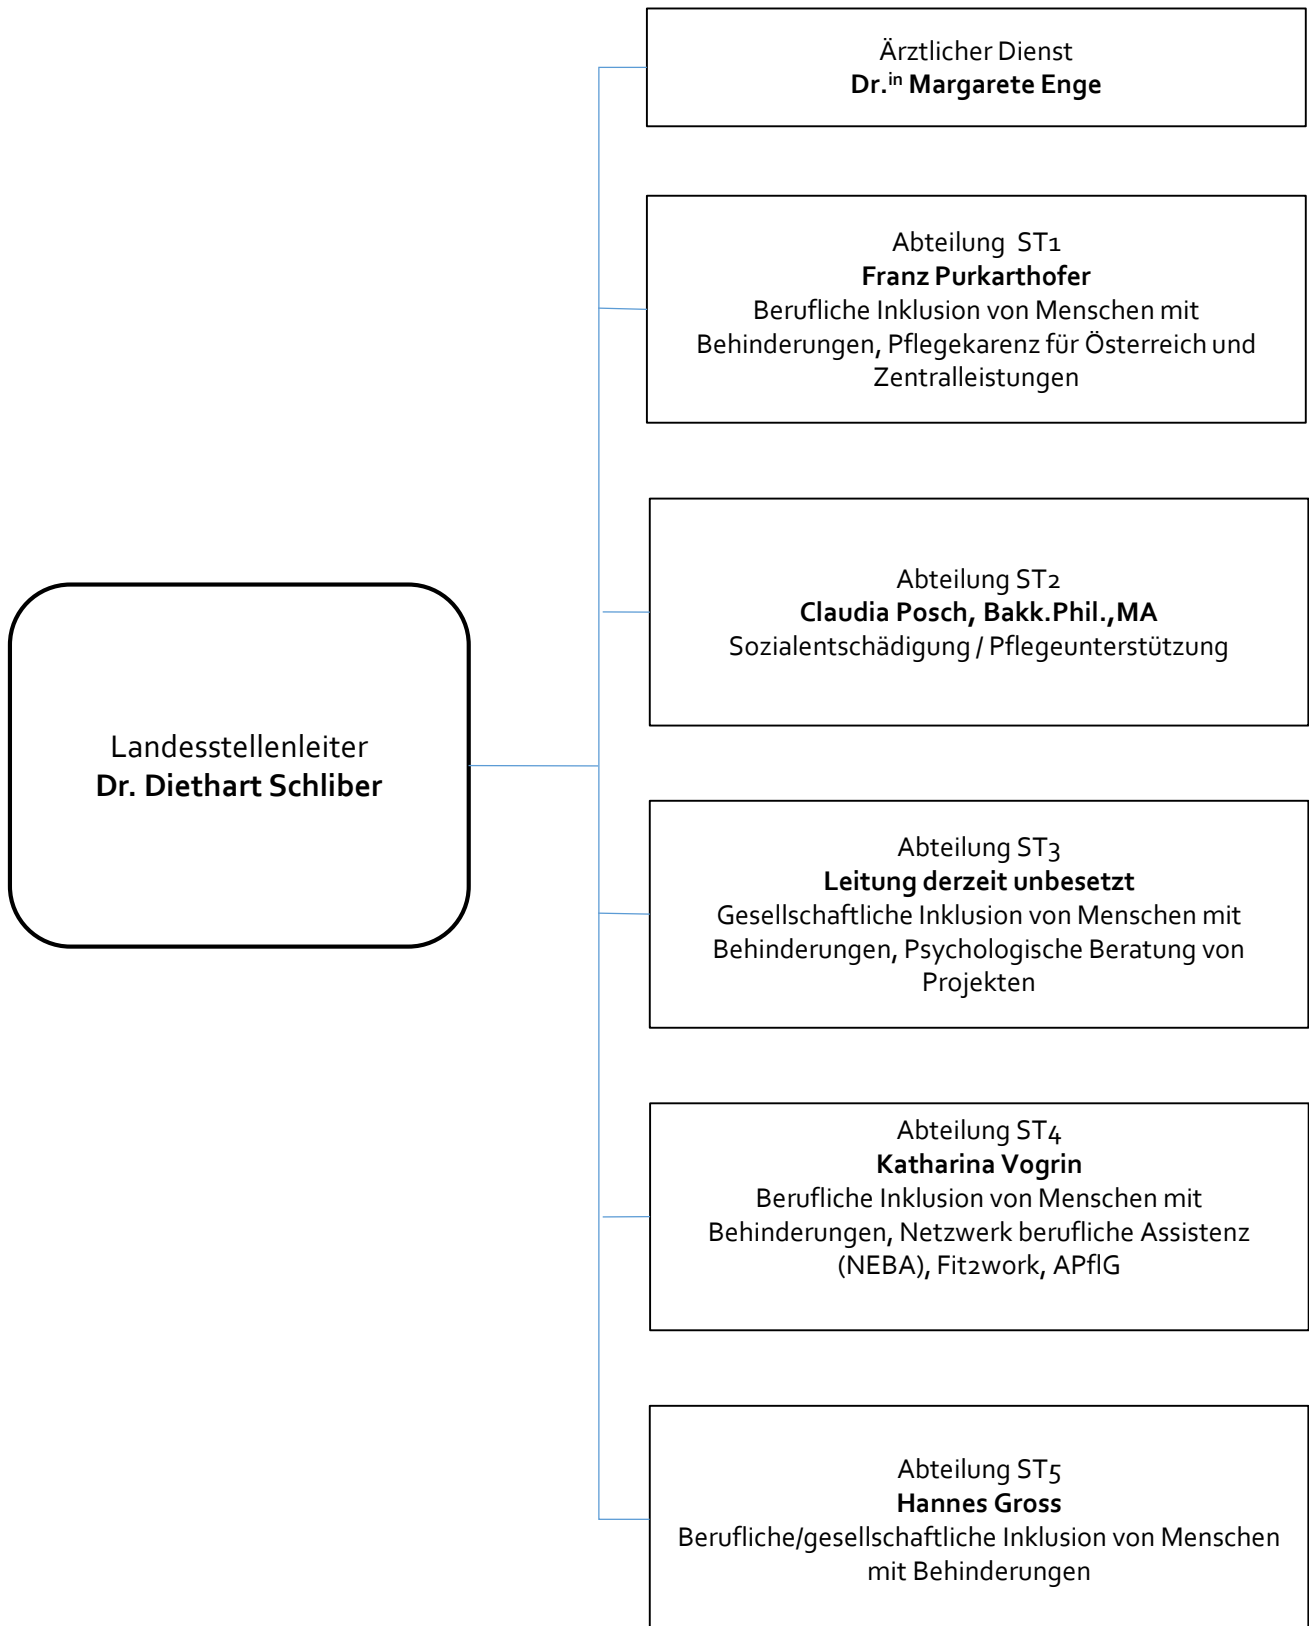 Ärztlicher Dienst
Dr.in Margarete Enge
Abteilung ST1
Franz Purkarthofer
Berufliche Inklusion von Menschen mit
Behinderungen, Pflegekarenz für Österreich und
Zentralleistungen
Abteilung ST2
Claudia Posch, Bakk.Phil.,MA
Sozialentschädigung / Pflegeunterstützung
Landesstellenleiter
Dr. Diethart Schliber
Abteilung ST3
Leitung derzeit unbesetzt
Gesellschaftliche Inklusion von Menschen mit
Behinderungen, Psychologische Beratung von
Projekten
Abteilung ST4
Katharina Vogrin
Berufliche Inklusion von Menschen mit
Behinderungen, Netzwerk berufliche Assistenz
(NEBA), Fit2work, APflG
Abteilung ST5
Hannes Gross
Berufliche/gesellschaftliche Inklusion von Menschen
mit Behinderungen